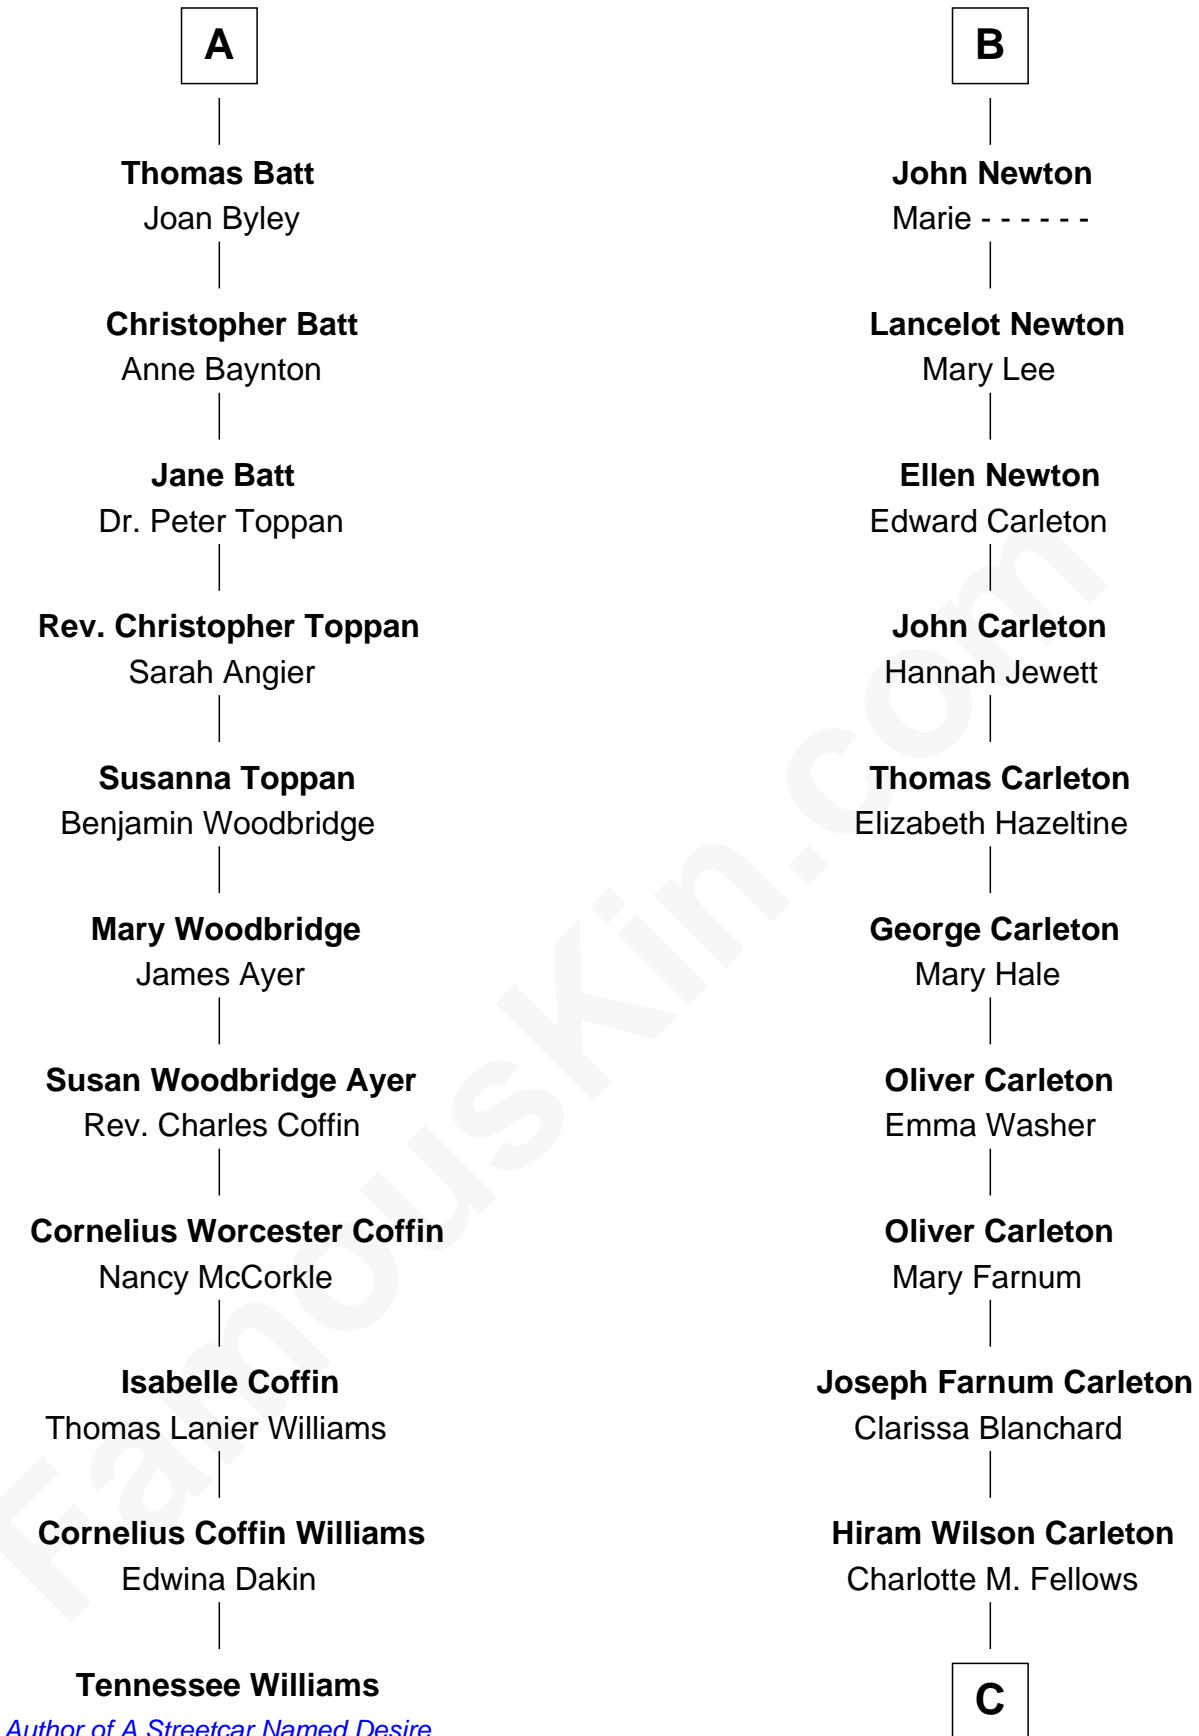 A
Thomas Batt
Joan Byley
Christopher Batt
Anne Baynton
Jane Batt
Dr. Peter Toppan
Rev. Christopher Toppan
Sarah Angier
Susanna Toppan
Benjamin Woodbridge
Mary Woodbridge
James Ayer
Susan Woodbridge Ayer
Rev. Charles Coffin
Cornelius Worcester Coffin
Nancy McCorkle
Isabelle Coffin
Thomas Lanier Williams
Cornelius Coffin Williams
Edwina Dakin
Tennessee Williams
Author of A Streetcar Named Desire
B
John Newton
Marie - - - - - -
Lancelot Newton
Mary Lee
Ellen Newton
Edward Carleton
John Carleton
Hannah Jewett
Thomas Carleton
Elizabeth Hazeltine
George Carleton
Mary Hale
Oliver Carleton
Emma Washer
Oliver Carleton
Mary Farnum
Joseph Farnum Carleton
Clarissa Blanchard
Hiram Wilson Carleton
Charlotte M. Fellows
C
FamousKin.com